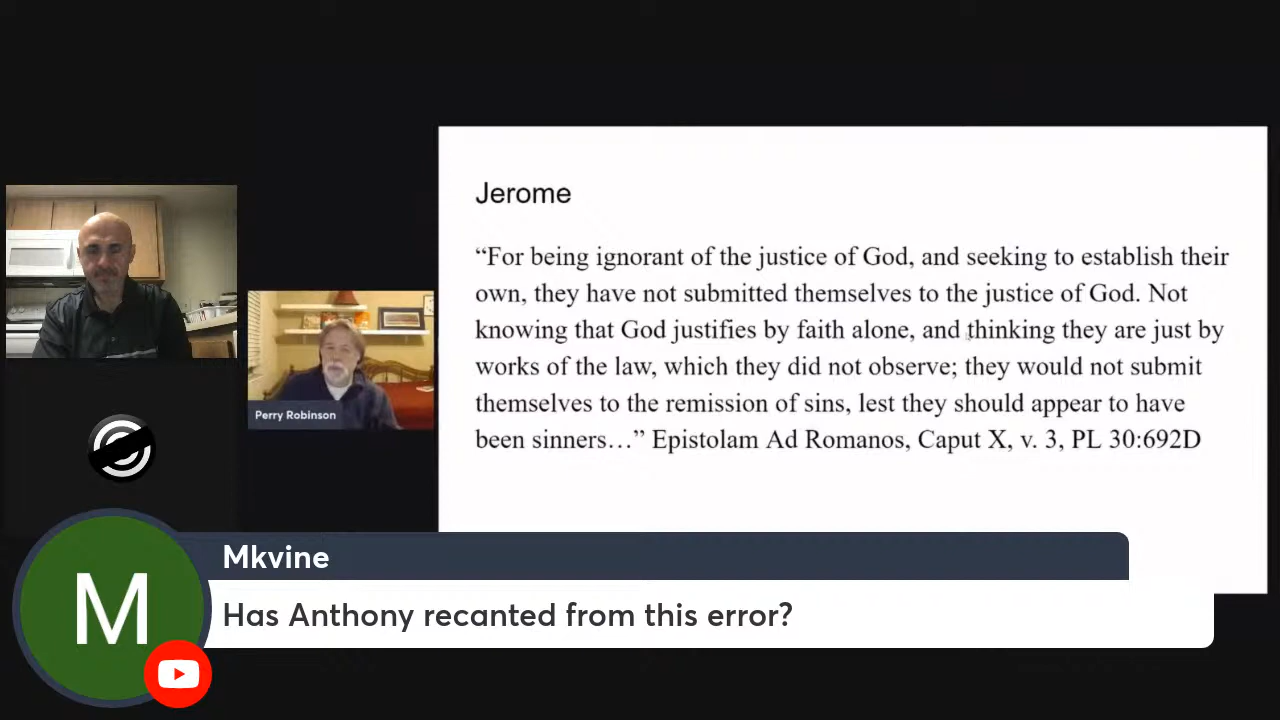 Jerome
“For being ignorant of the justice of God, and seeking to establish their
own, they have not submitted themselves to the justice of God. Not
knowing that God justifies by faith alone, and thinking they are just by
works of the law, which they did not observe; they would not submit
themselves to the remission of sins, lest they should appear to have
been sinners…” Epistolam Ad Romanos, Caput X, v. 3, PL 30:692D
Perry Robinson
M
Mkvine
Has Anthony recanted from this error?